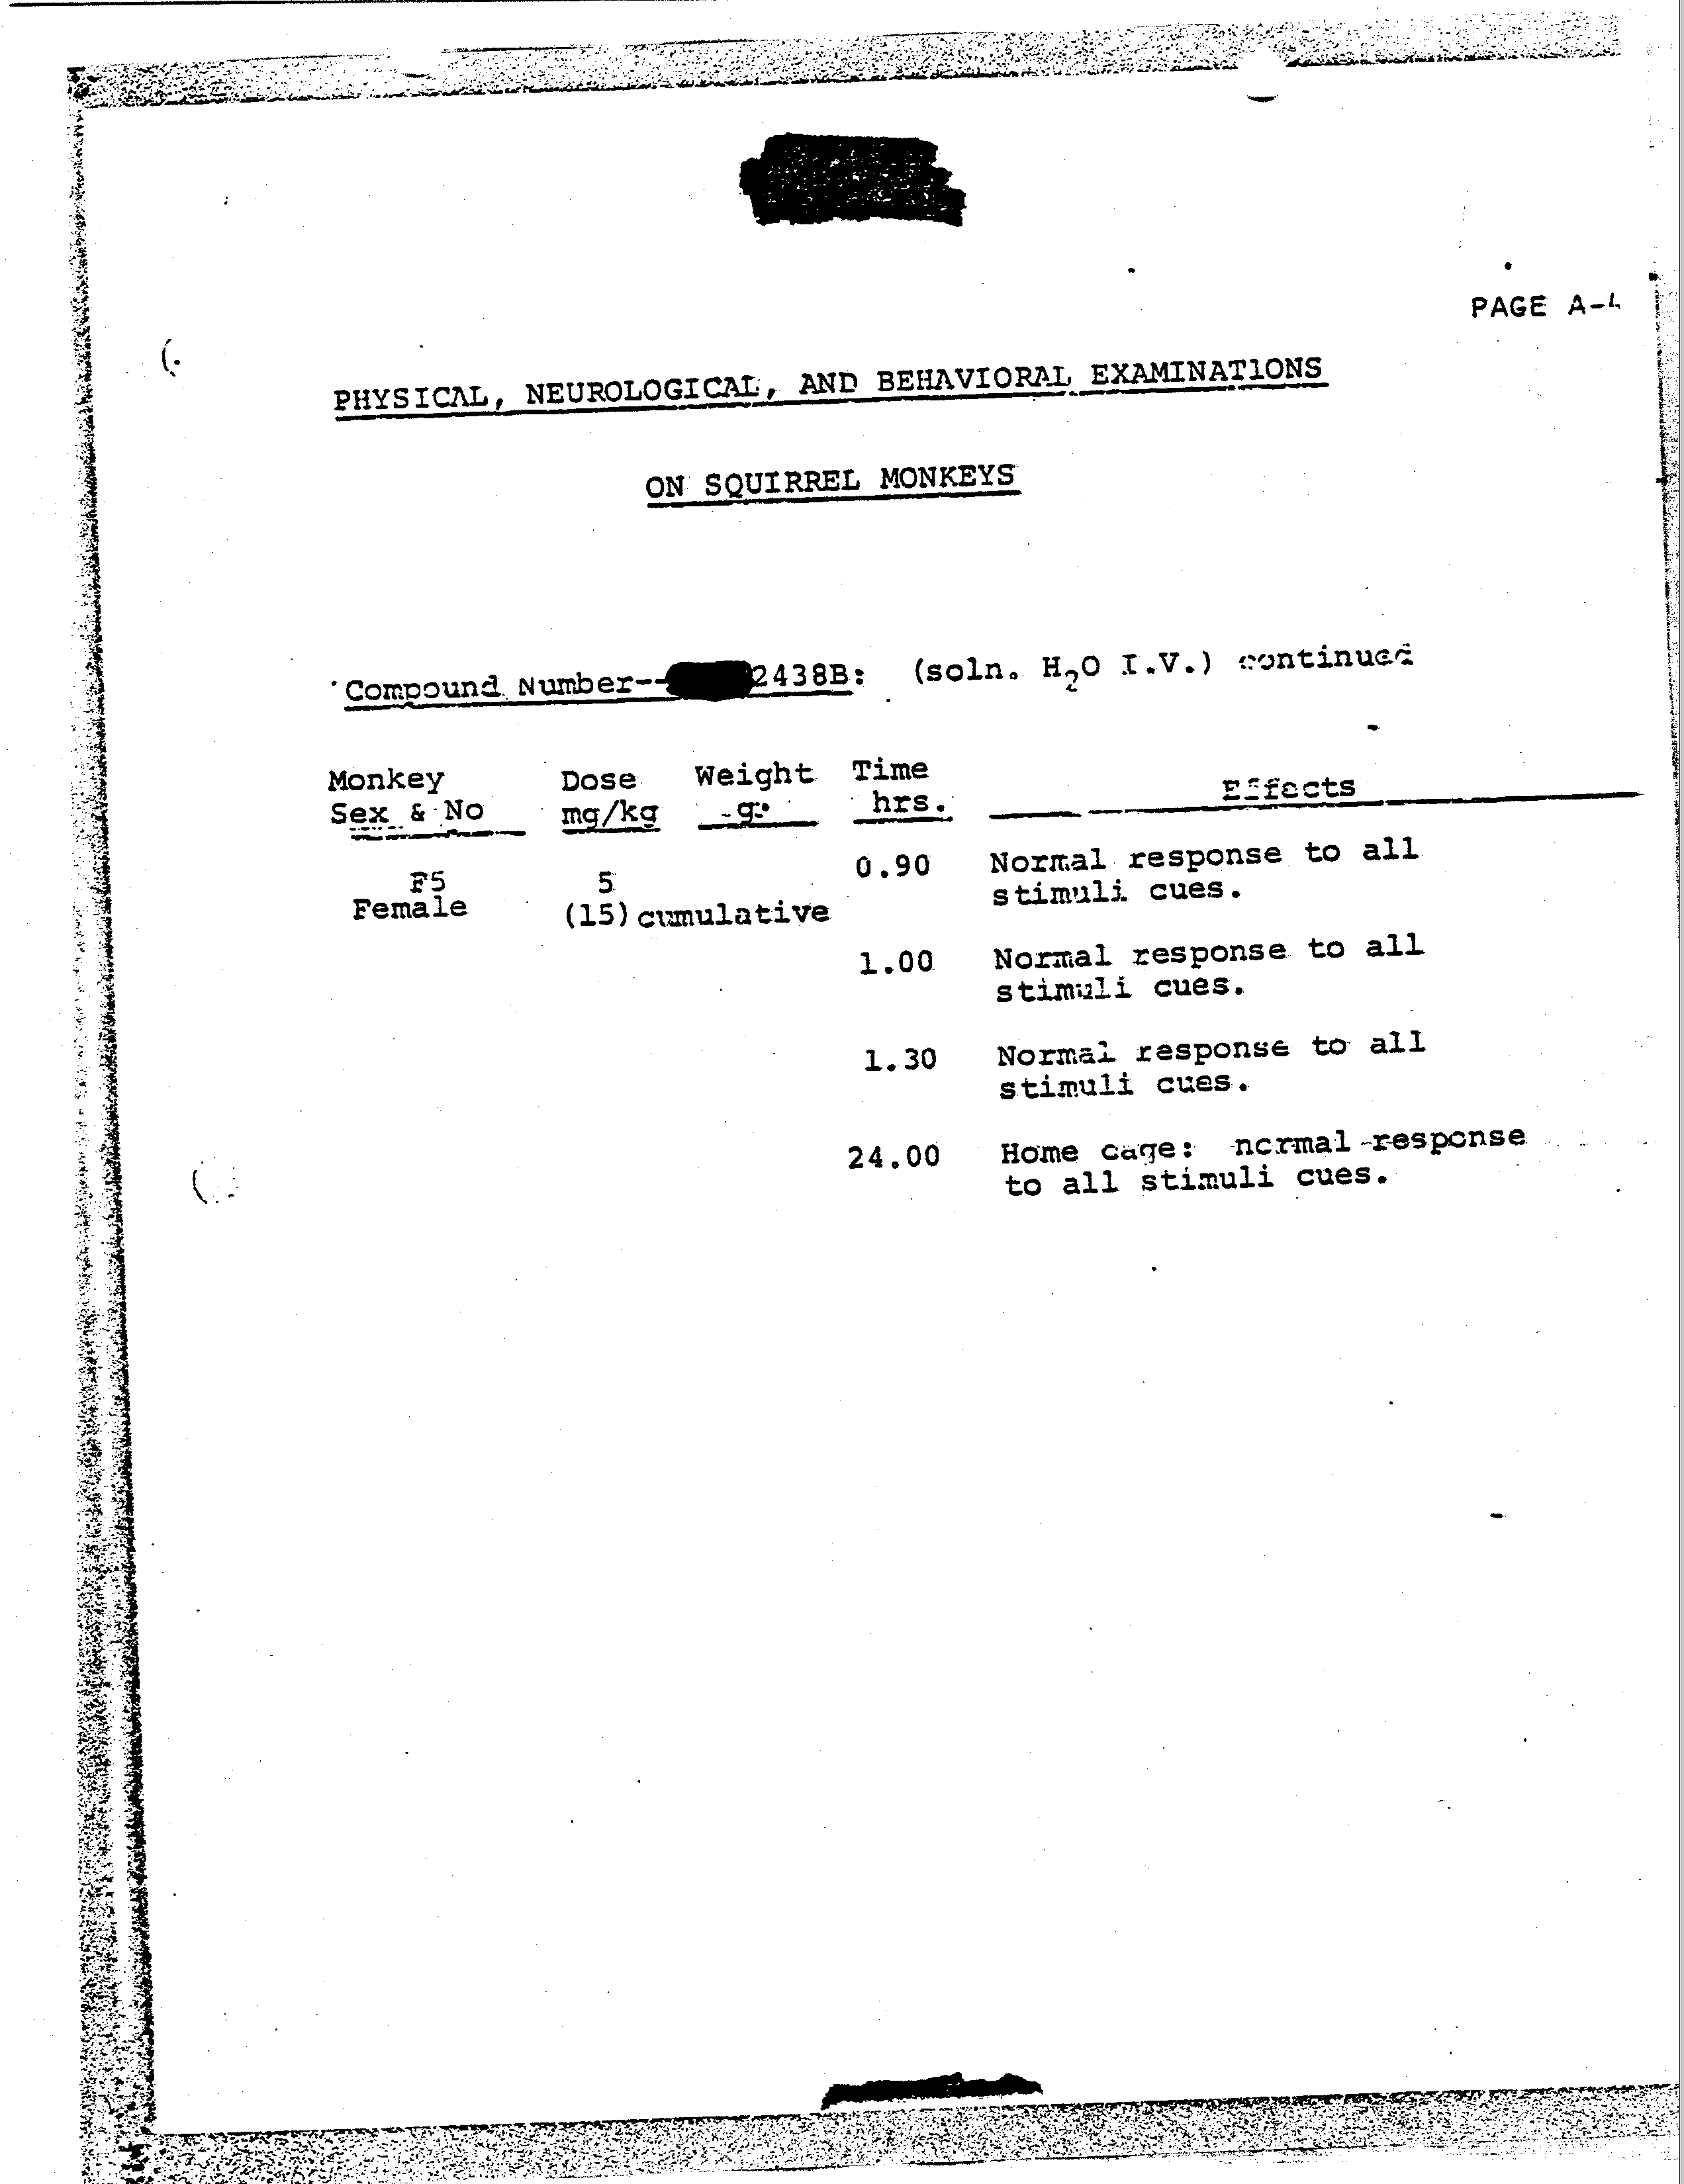 PAGE A-4
PHYSICAL, NEUROLOGICAL, AND BEHAVIORAL EXAMINATIONS
ON SQUIRREL MONKEYS
Compound Number-- 2438B: (soln. H2O I.V.) continued
Monkey Dose Weight Time
Sex & No mg/kg g. hrs. Effects
F5 5 0.90 Normal response to all
Female (15) cumulative stimuli cues.
1.00 Normal response to all
stimuli cues.
1.30 Normal response to all
stimuli cues.
24.00 Home cage: normal response
to all stimuli cues.